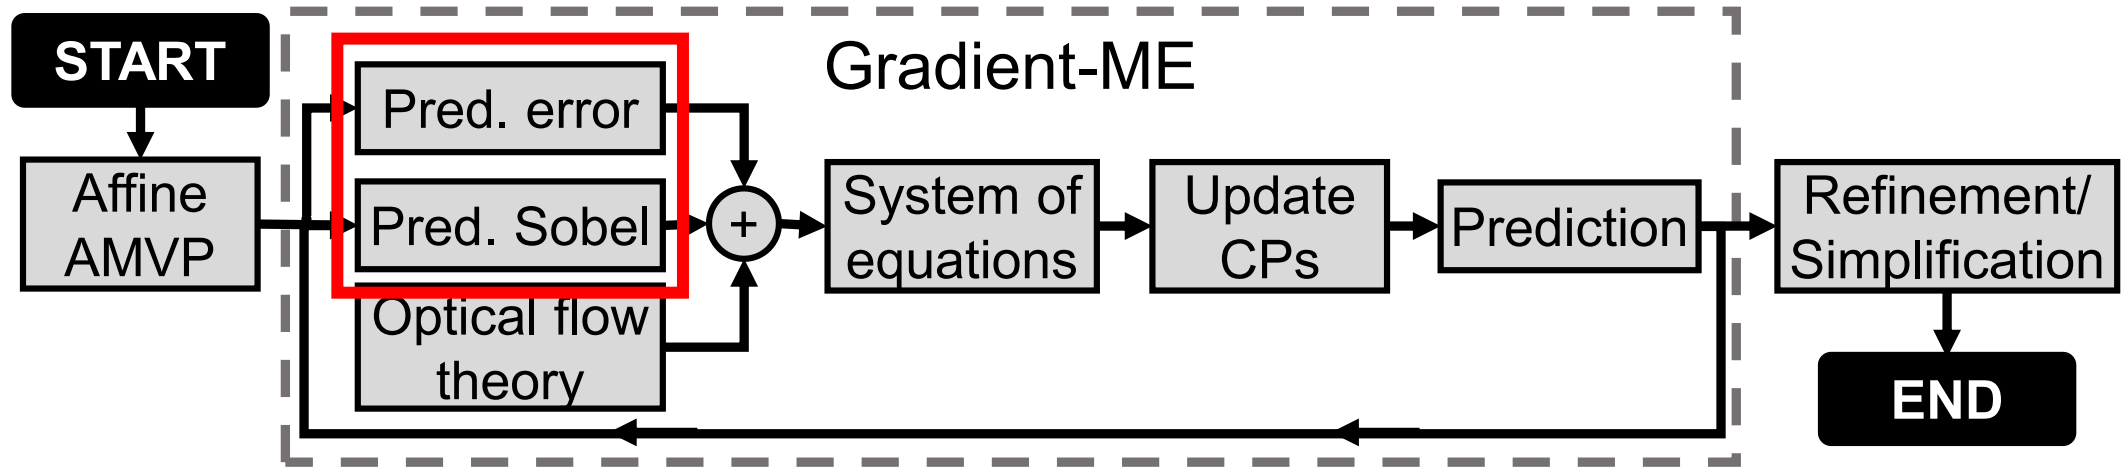 START
Gradient-ME
Pred. error
Affine
AMVP
Pred. Sobel
+
System of
equations
Update
CPs
Prediction
Refinement/
Simplification
Optical flow
theory
END